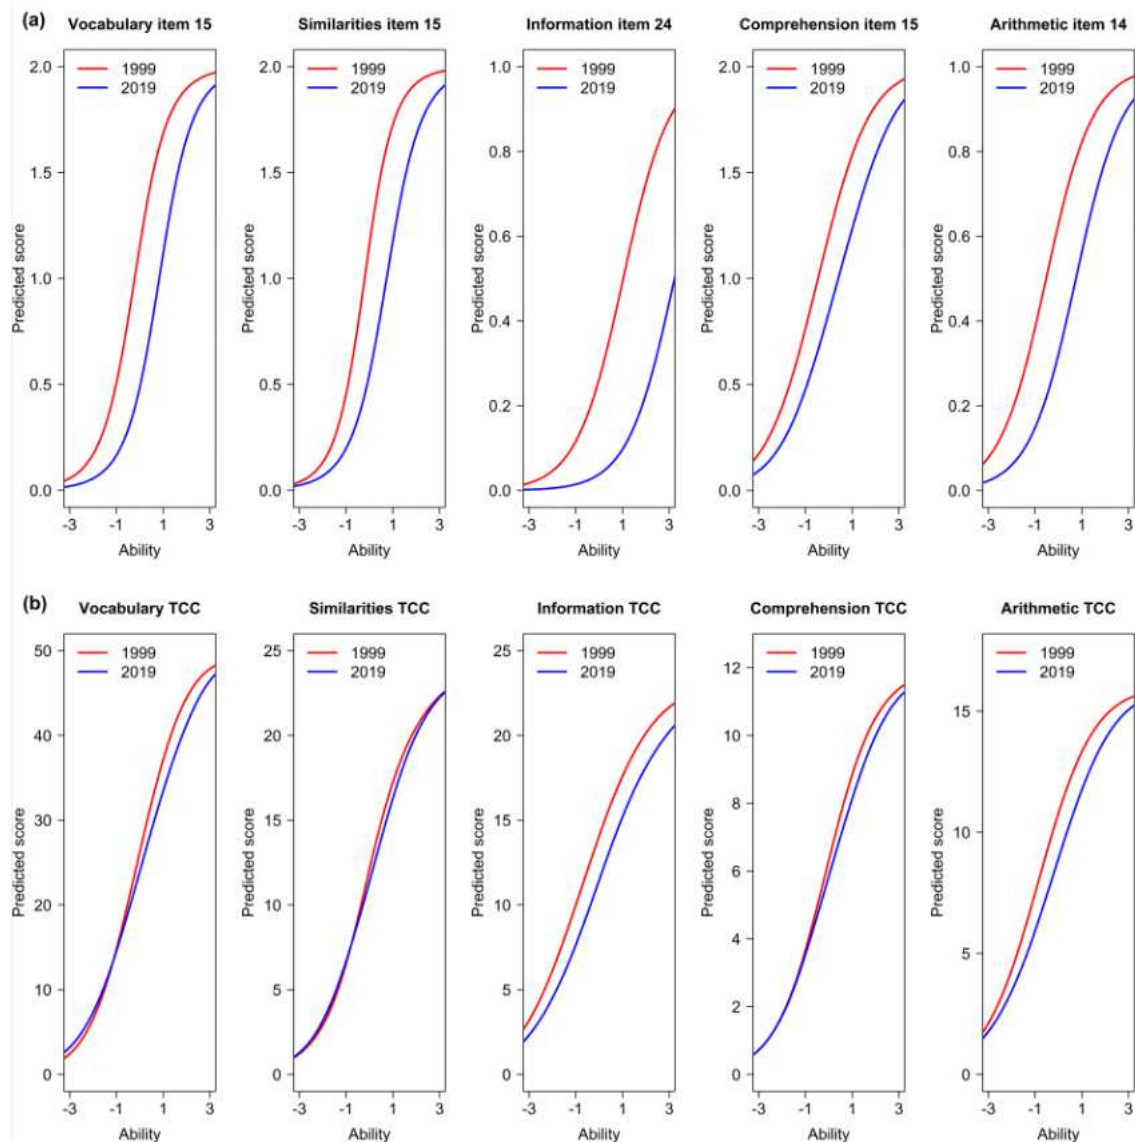 (a)
Vocabulary item 15
Similarities item 15
Information item 24
Comprehension item 15
Arithmetic item 14
2.0
1.5
1.0
0.5
0.0
Predicted score
1999
2019
-3 -1 1 3
Ability
2.0
1.5
1.0
0.5
0.0
Predicted score
1999
2019
-3 -1 1 3
Ability
1.0
0.8
0.6
0.4
0.2
0.0
Predicted score
1999
2019
-3 -1 1 3
Ability
2.0
1.5
1.0
0.5
0.0
Predicted score
1999
2019
-3 -1 1 3
Ability
1.0
0.8
0.6
0.4
0.2
0.0
Predicted score
1999
2019
-3 -1 1 3
Ability
(b)
Vocabulary TCC
Similarities TCC
Information TCC
Comprehension TCC
Arithmetic TCC
50
40
30
20
10
0
Predicted score
1999
2019
-3 -1 1 3
Ability
25
20
15
10
5
0
Predicted score
1999
2019
-3 -1 1 3
Ability
25
20
15
10
5
0
Predicted score
1999
2019
-3 -1 1 3
Ability
12
10
8
6
4
2
0
Predicted score
1999
2019
-3 -1 1 3
Ability
15
10
5
0
Predicted score
1999
2019
-3 -1 1 3
Ability